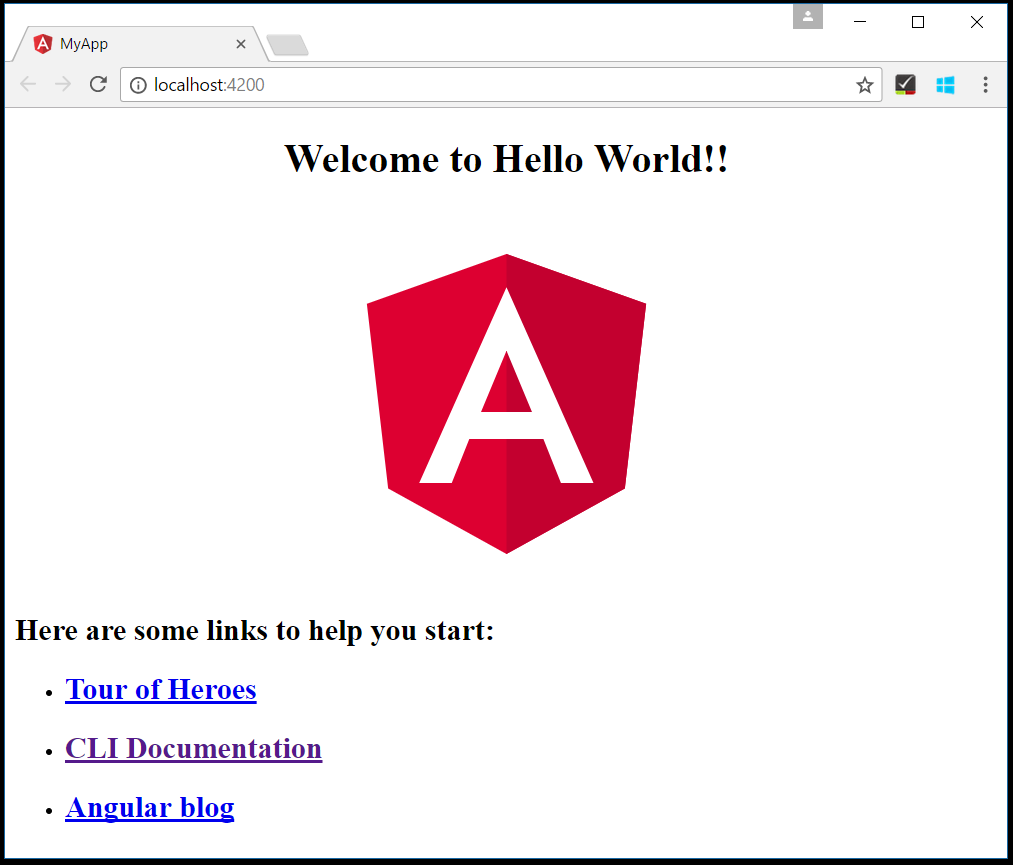 MyApp
localhost:4200
Welcome to Hello World!!
A
Here are some links to help you start:
Tour of Heroes
CLI Documentation
Angular blog